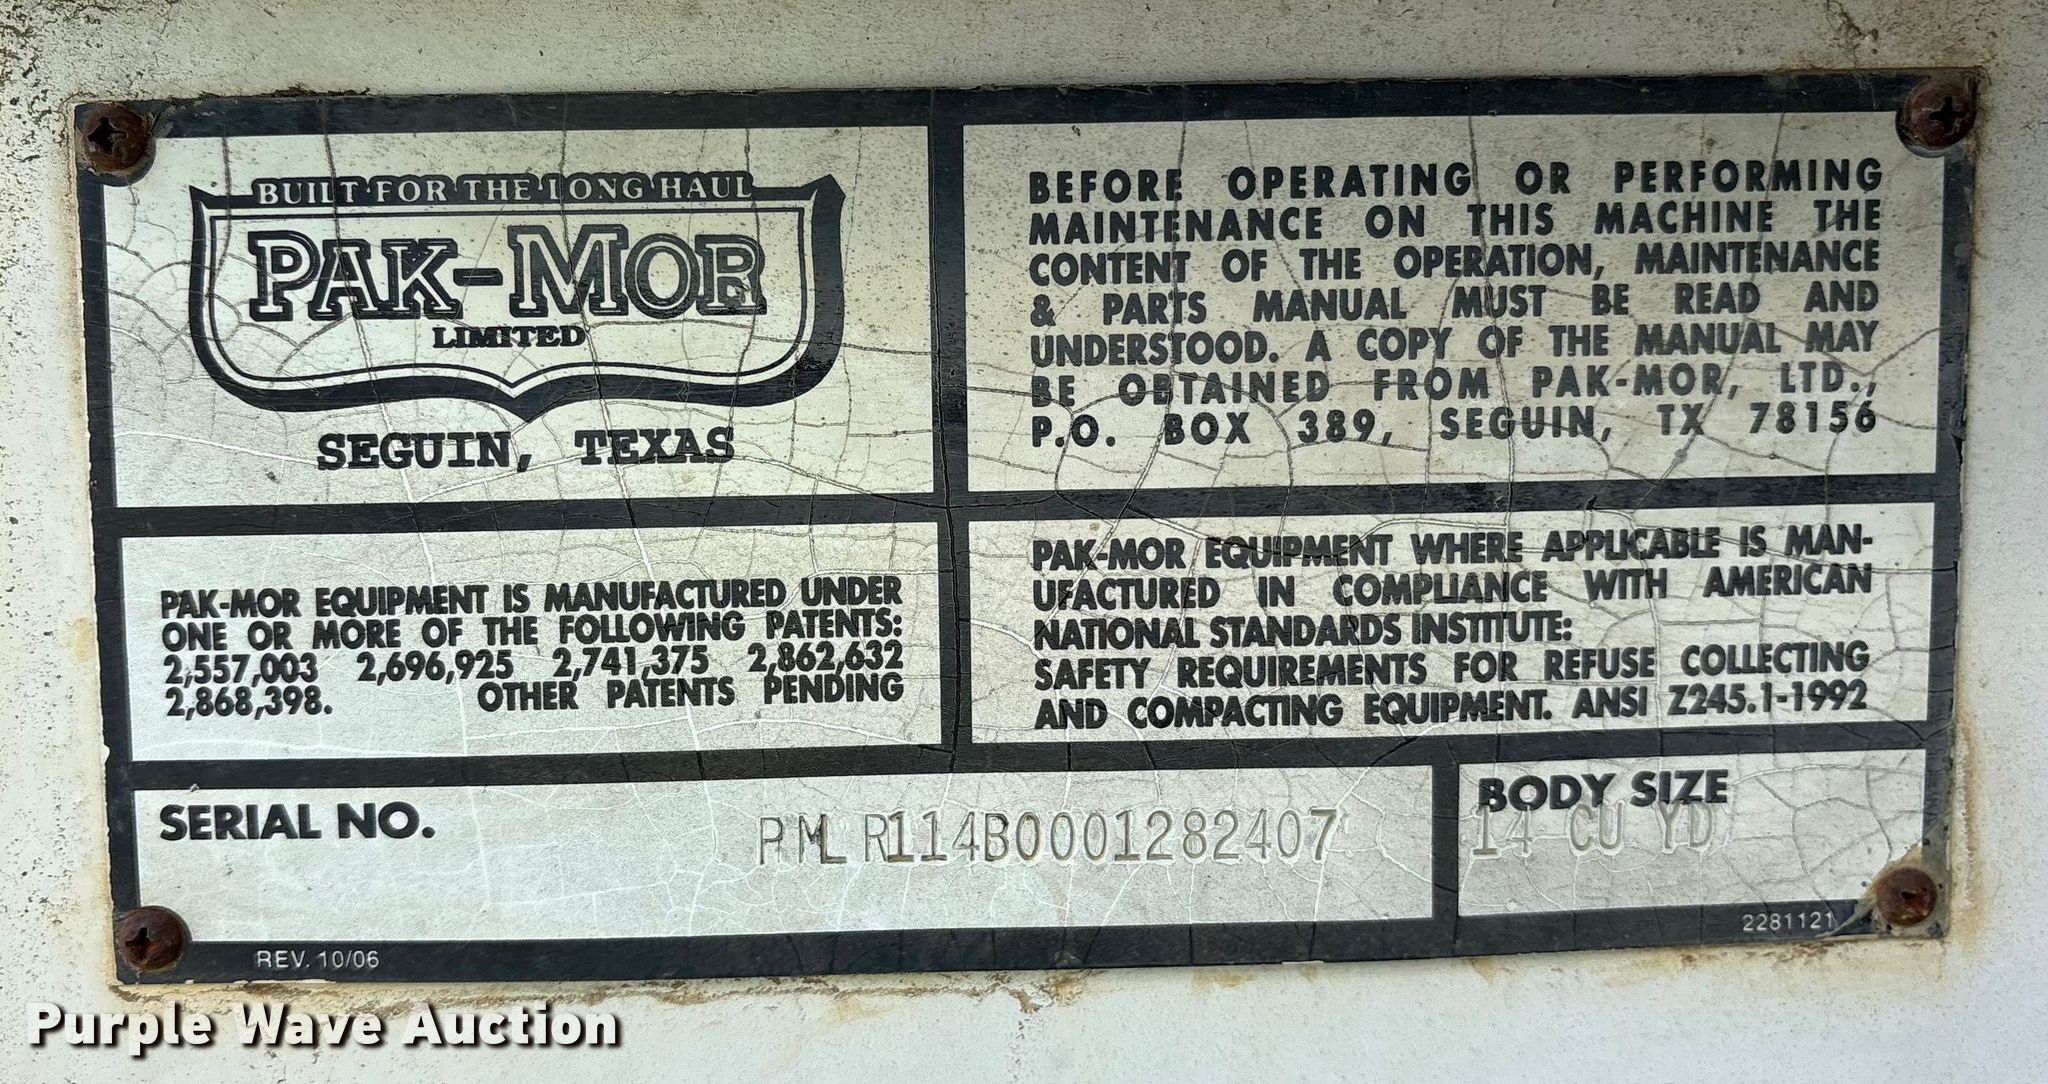 BUILT FOR THE LONG HAUL
PAK-MOR
LIMITED
SEGUIN, TEXAS
BEFORE OPERATING OR PERFORMING
MAINTENANCE ON THIS MACHINE THE
CONTENT OF THE OPERATION, MAINTENANCE
& PARTS MANUAL MUST BE READ AND
UNDERSTOOD. A COPY OF THE MANUAL MAY
BE OBTAINED FROM PAK-MOR, LTD.,
P.O. BOX 389, SEGUIN, TX 78156
PAK-MOR EQUIPMENT IS MANUFACTURED UNDER
ONE OR MORE OF THE FOLLOWING PATENTS:
2,557,003 2,696,925 2,741,375 2,862,632
2,868,398. OTHER PATENTS PENDING
PAK-MOR EQUIPMENT WHERE APPLICABLE IS MAN-
UFACTURED IN COMPLIANCE WITH AMERICAN
NATIONAL STANDARDS INSTITUTE:
SAFETY REQUIREMENTS FOR REFUSE COLLECTING
AND COMPACTING EQUIPMENT. ANSI Z245.1-1992
SERIAL NO. PMLR114B0001282407
BODY SIZE
14 CU YD
REV. 10/06
2281121
Purple Wave Auction